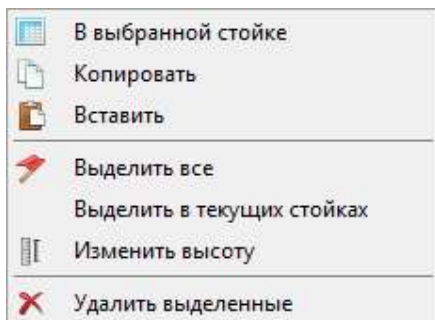 В выбранной стойке
Копировать
Вставить
Выделить все
Выделить в текущих стойках
Изменить высоту
Удалить выделенные